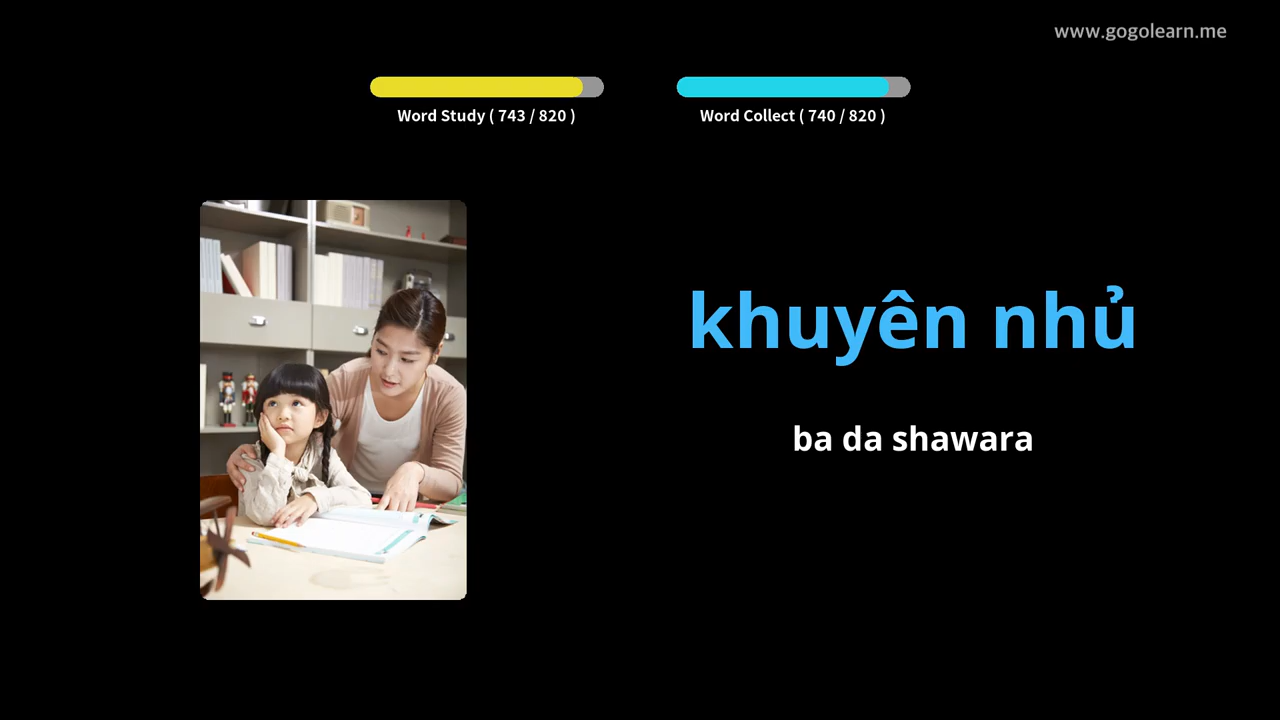 www.gogolearn.me
Word Study ( 743 / 820 )
Word Collect ( 740 / 820 )
khuyên nhủ
ba da shawara